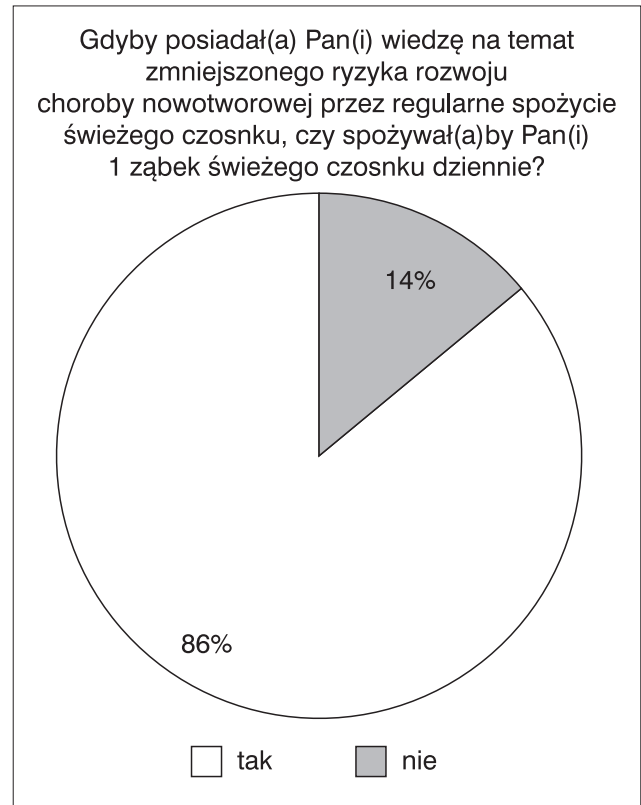 Gdyby posiadał(a) Pan(i) wiedzę na temat
zmniejszonego ryzyka rozwoju
choroby nowotworowej przez regularne spożycie
świeżego czosnku, czy spożywał(a)by Pan(i)
1 ząbek świeżego czosnku dziennie?
14%
86%
tak
nie